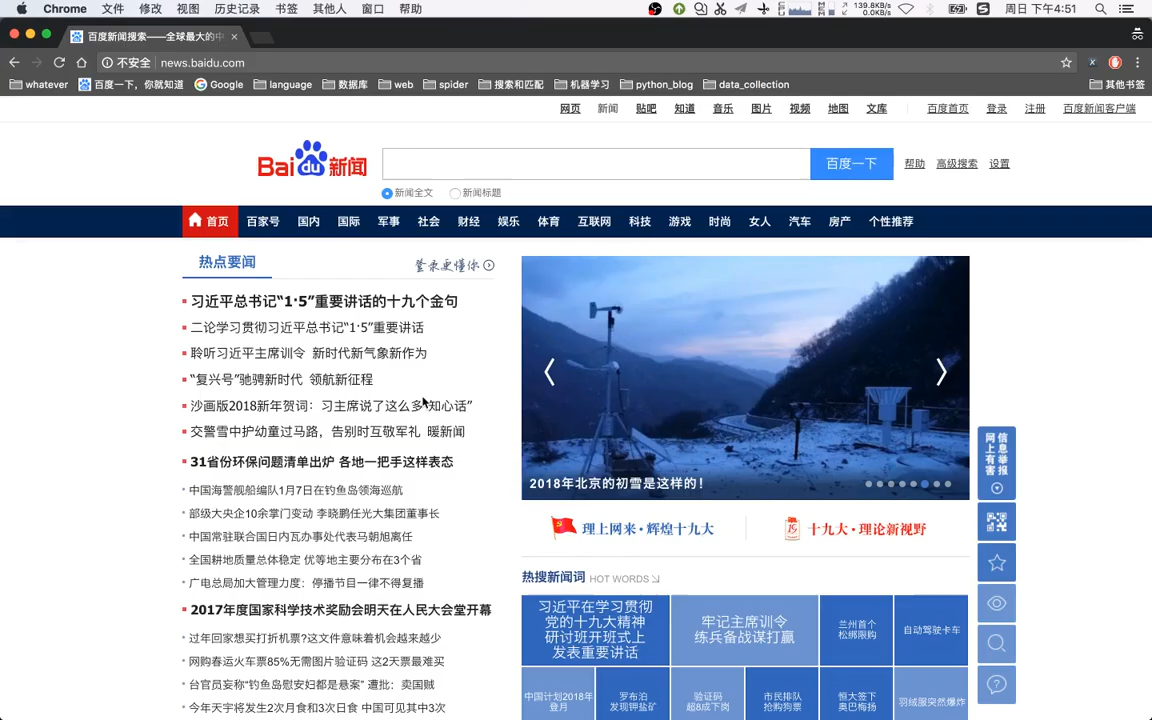 Chrome 文件 修改 视图 历史记录 书签 其他人 窗口 帮助 139.8KB/s 0.0KB/s 周日 下午4:51
百度新闻搜索——全球最大的中
不安全 news.baidu.com
whatever 百度一下，你就知道 Google language 数据库 web spider 搜索和匹配 机器学习 python_blog data_collection 其他书签
网页 新闻 贴吧 知道 音乐 图片 视频 地图 文库 百度首页 登录 注册 百度新闻客户端
Bai du 新闻 百度一下 帮助 高级搜索 设置
新闻全文 新闻标题
首页 百家号 国内 国际 军事 社会 财经 娱乐 体育 互联网 科技 游戏 时尚 女人 汽车 房产 个性推荐
热点要闻 登录更懂你
习近平总书记“1·5”重要讲话的十九个金句
二论学习贯彻习近平总书记“1·5”重要讲话
聆听习近平主席训令 新时代新气象新作为
“复兴号”驰骋新时代 领航新征程
沙画版2018新年贺词：习主席说了这么多“知心话”
交警雪中护幼童过马路，告别时互敬军礼 暖新闻
31省份环保问题清单出炉 各地一把手这样表态
中国海警舰船编队1月7日在钓鱼岛领海巡航
部级大央企10余掌门变动 李晓鹏任光大集团董事长
中国常驻联合国日内瓦办事处代表马朝旭离任
全国耕地质量总体稳定 优等地主要分布在3个省
广电总局加大管理力度：停播节目一律不得复播
2017年度国家科学技术奖励会明天在人民大会堂开幕
过年回家想买打折机票?这文件意味着机会越来越少
网购春运火车票85%无需图片验证码 这2天票最难买
台官员妄称“钓鱼岛慰安妇都是悬案” 遭批：卖国贼
今年天宇将发生2次月食和3次日食 中国可见其中3次
2018年北京的初雪是这样的！
理上网来·辉煌十九大 十九大·理论新视野
热搜新闻词 HOT WORDS
习近平在学习贯彻
党的十九大精神
研讨班开班式上
发表重要讲话
牢记主席训令
练兵备战谋打赢
兰州首个
松绑限购
自动驾驶卡车
中国计划2018年
登月
罗布泊
发现钾盐矿
验证码
超8成下岗
市民排队
抢购狗票
恒大签下
奥巴梅扬
羽绒服突然爆炸
网上有害
信息举报